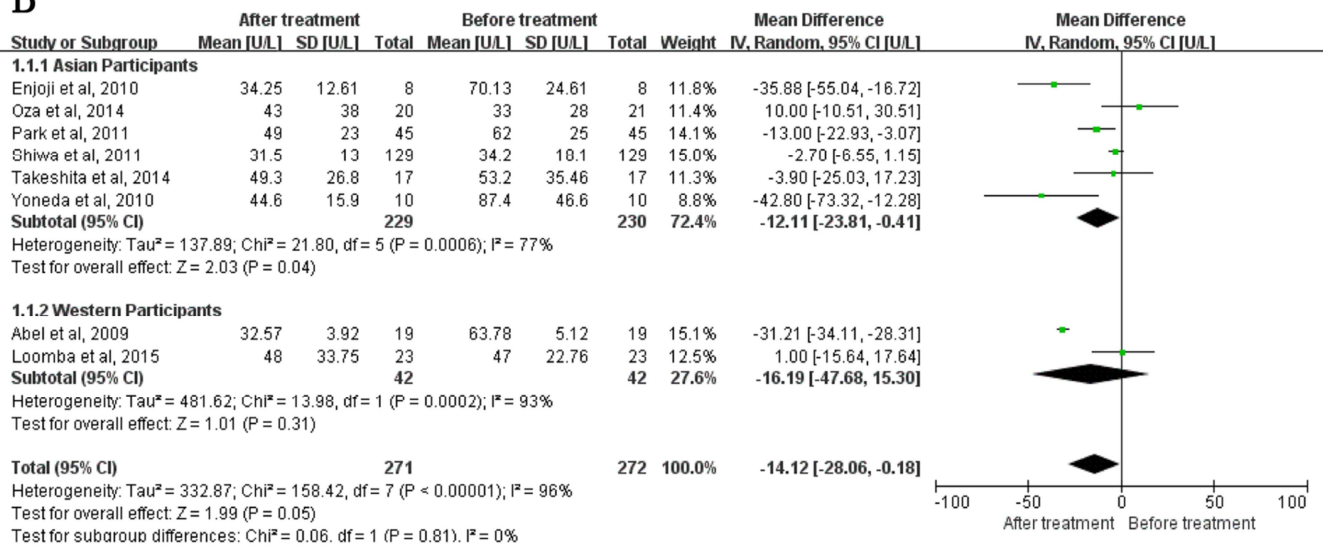 After treatment Before treatment Mean Difference Mean Difference
Study or Subgroup Mean [U/L] SD [U/L] Total Mean [U/L] SD [U/L] Total Weight IV, Random, 95% CI [U/L] IV, Random, 95% CI [U/L]
1.1.1 Asian Participants
Enjoji et al, 2010 34.25 12.61 8 70.13 24.61 8 11.8% -35.88 [-55.04, -16.72]
Oza et al, 2014 43 38 20 33 28 21 11.4% 10.00 [-10.51, 30.51]
Park et al, 2011 49 23 45 62 25 45 14.1% -13.00 [-22.93, -3.07]
Shiwa et al, 2011 31.5 13 129 34.2 18.1 129 15.0% -2.70 [-6.55, 1.15]
Takeshita et al, 2014 49.3 26.8 17 53.2 35.46 17 11.3% -3.90 [-25.03, 17.23]
Yoneda et al, 2010 44.6 15.9 10 87.4 46.6 10 8.8% -42.80 [-73.32, -12.28]
Subtotal (95% CI) 229 230 72.4% -12.11 [-23.81, -0.41]
Heterogeneity: Tau² = 137.89; Chi² = 21.80, df = 5 (P = 0.0006); I² = 77%
Test for overall effect: Z = 2.03 (P = 0.04)
1.1.2 Western Participants
Abel et al, 2009 32.57 3.92 19 63.78 5.12 19 15.1% -31.21 [-34.11, -28.31]
Loomba et al, 2015 48 33.75 23 47 22.76 23 12.5% 1.00 [-15.64, 17.64]
Subtotal (95% CI) 42 42 27.6% -16.19 [-47.68, 15.30]
Heterogeneity: Tau² = 481.62; Chi² = 13.98, df = 1 (P = 0.0002); I² = 93%
Test for overall effect: Z = 1.01 (P = 0.31)
Total (95% CI) 271 272 100.0% -14.12 [-28.06, -0.18]
Heterogeneity: Tau² = 332.87; Chi² = 158.42, df = 7 (P < 0.00001); I² = 96%
-100 -50 0 50 100
Test for overall effect: Z = 1.99 (P = 0.05)
After treatment Before treatment
Test for subgroup differences: Chi² = 0.06, df = 1 (P = 0.81), I² = 0%